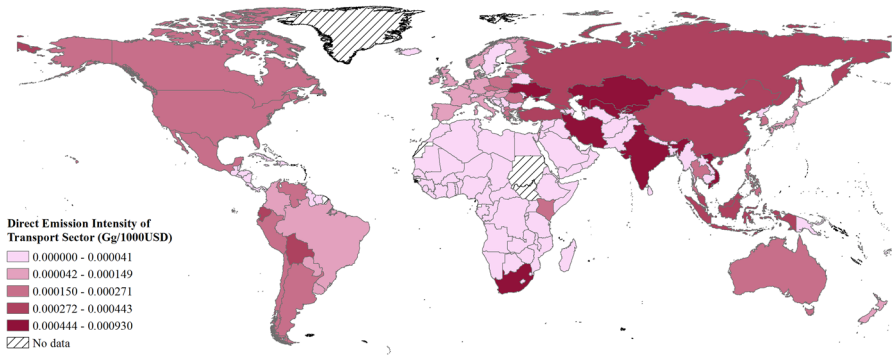 Direct Emission Intensity of
Transport Sector (Gg/1000USD)
0.000000 - 0.000041
0.000042 - 0.000149
0.000150 - 0.000271
0.000272 - 0.000443
0.000444 - 0.000930
No data